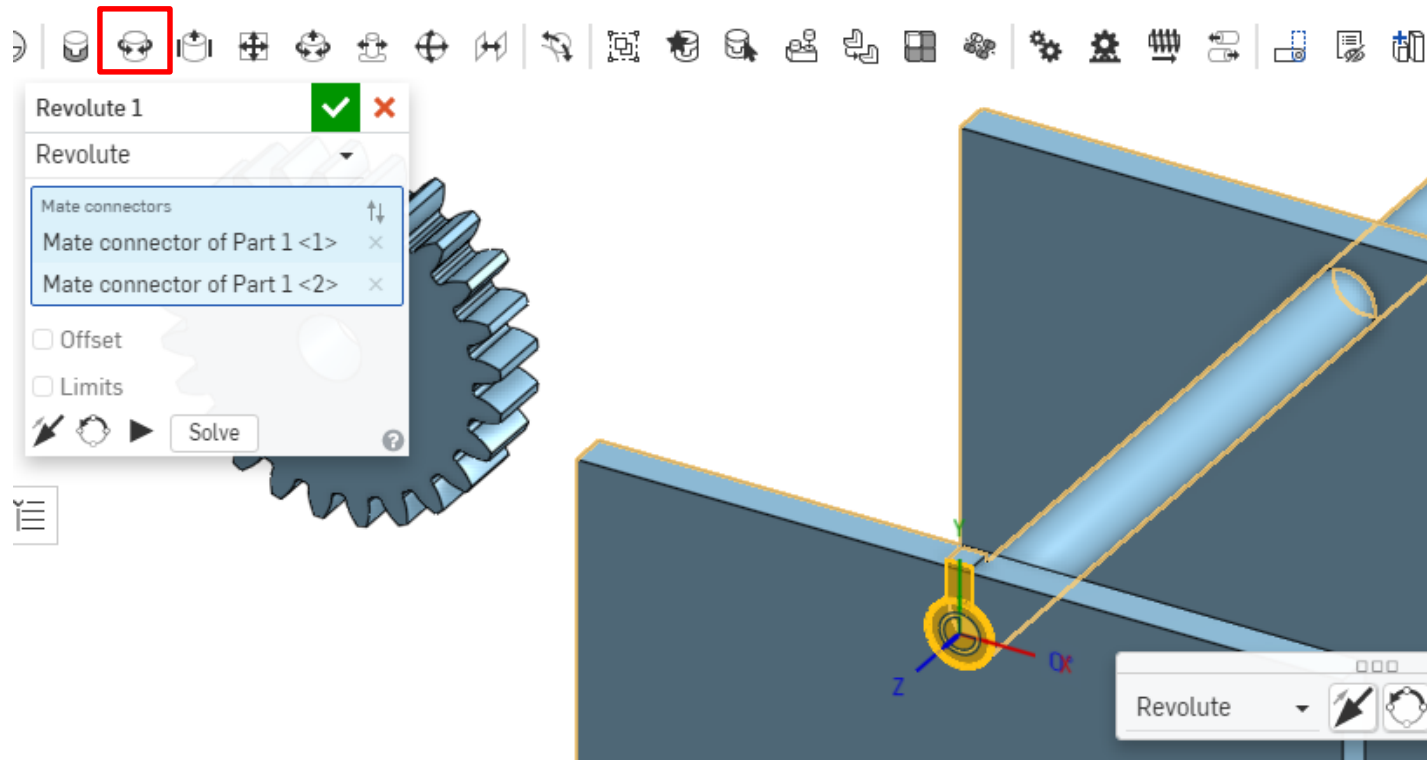 Revolute 1
Revolute
Mate connectors
Mate connector of Part 1 <1>
Mate connector of Part 1 <2>
Offset
Limits
Solve
Y
Z
X
Revolute